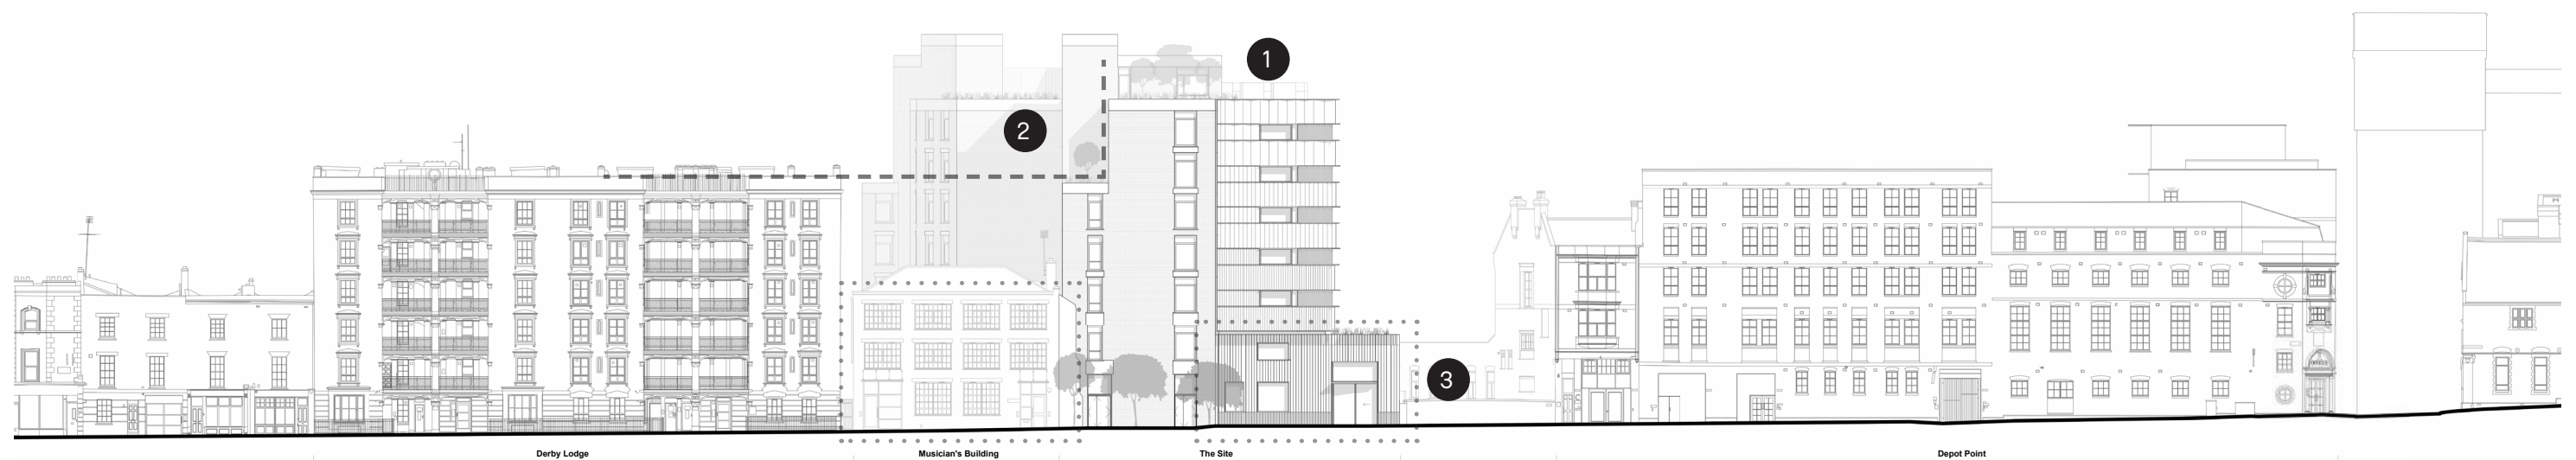 1
2
3
Derby Lodge
Musician's Building
The Site
Depot Point